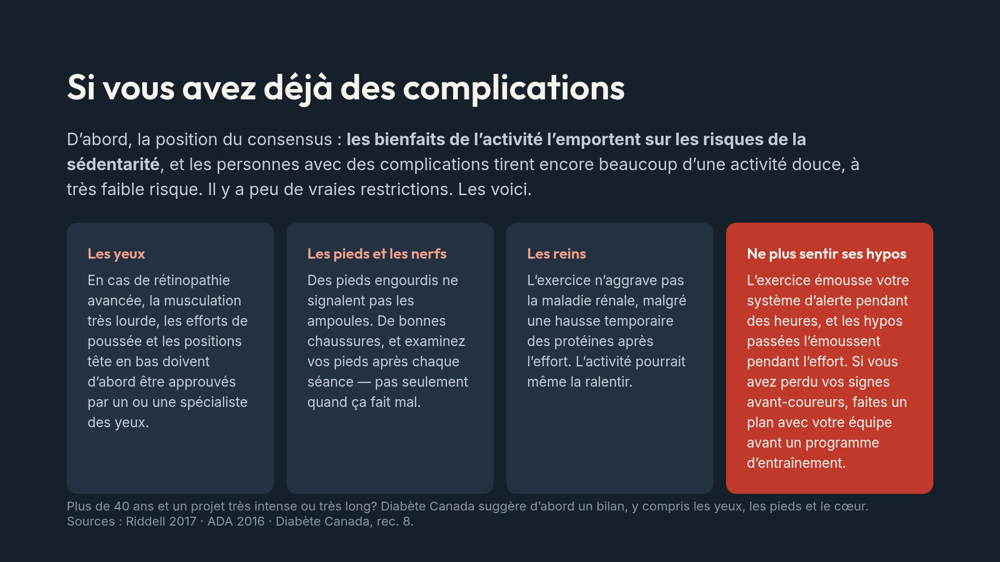 Si vous avez déjà des complications
D’abord, la position du consensus : les bienfaits de l’activité l’emportent sur les risques de la
sédentarité, et les personnes avec des complications tirent encore beaucoup d’une activité douce, à
très faible risque. Il y a peu de vraies restrictions. Les voici.
Les yeux
En cas de rétinopathie
avancée, la musculation
très lourde, les efforts de
poussée et les positions
tête en bas doivent
d’abord être approuvés
par un ou une spécialiste
des yeux.
Les pieds et les nerfs
Des pieds engourdis ne
signalent pas les
ampoules. De bonnes
chaussures, et examinez
vos pieds après chaque
séance — pas seulement
quand ça fait mal.
Les reins
L’exercice n’aggrave pas
la maladie rénale, malgré
une hausse temporaire
des protéines après
l’effort. L’activité pourrait
même la ralentir.
Ne plus sentir ses hypos
L’exercice émousse votre
système d’alerte pendant
des heures, et les hypos
passées l’émoussent
pendant l’effort. Si vous
avez perdu vos signes
avant-coureurs, faites un
plan avec votre équipe
avant un programme
d’entraînement.
Plus de 40 ans et un projet très intense ou très long? Diabète Canada suggère d’abord un bilan, y compris les yeux, les pieds et le cœur.
Sources : Riddell 2017 · ADA 2016 · Diabète Canada, rec. 8.